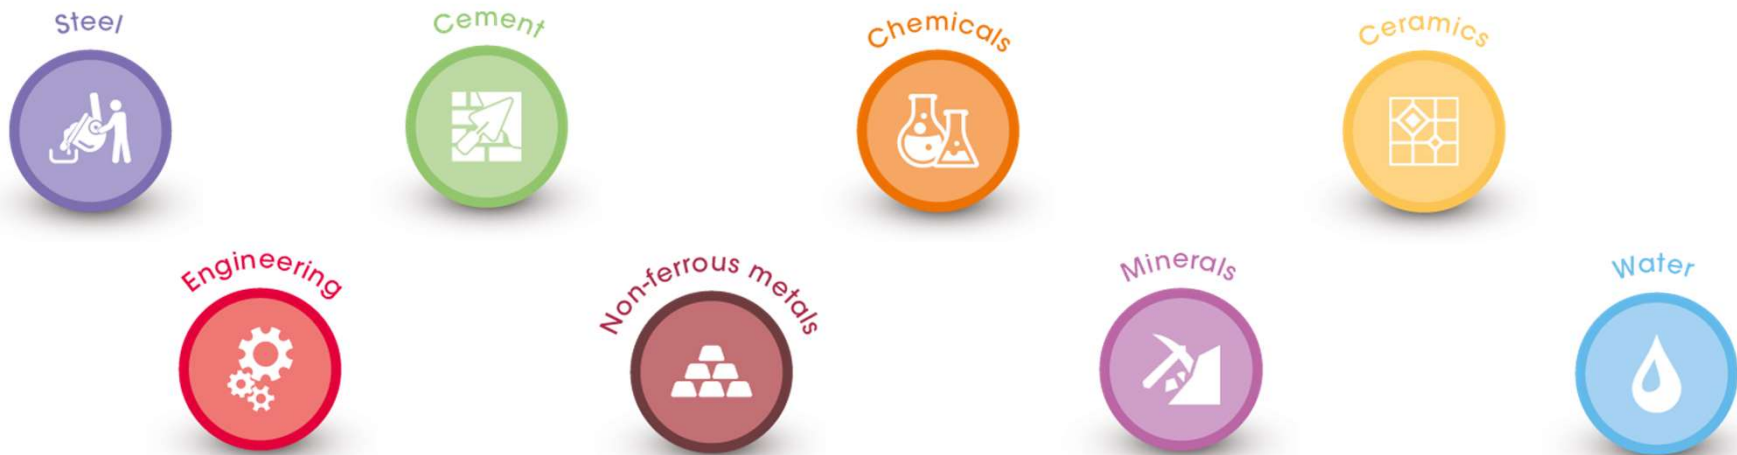 Steel
Cement
Chemicals
Ceramics
Engineering
Non-ferrous metals
Minerals
Water